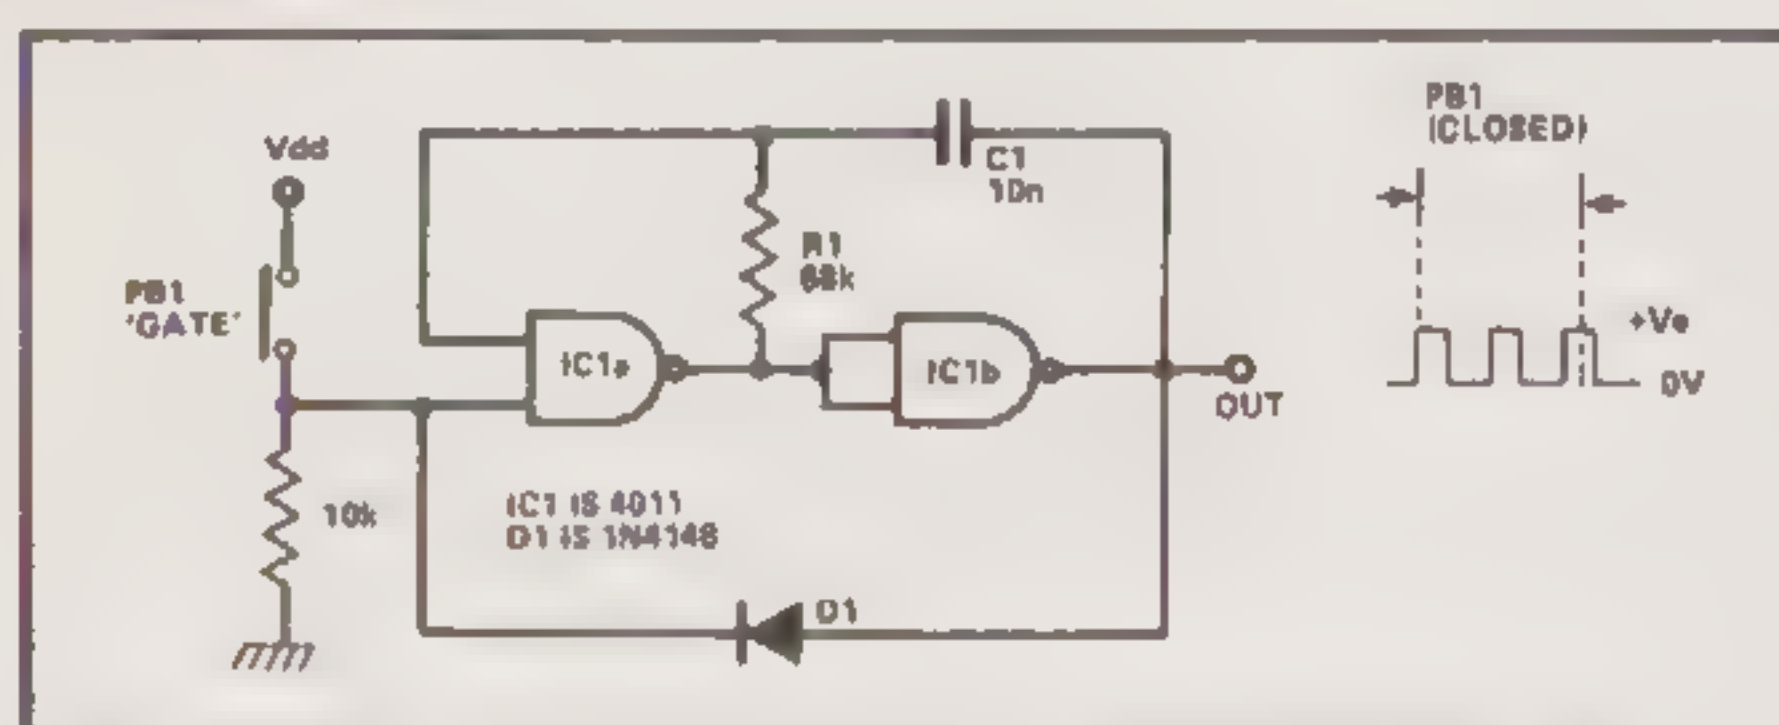 Vdd
PB1
'GATE'
10k
C1
10n
R1
IC1a
IC1b
OUT
IC1 IS 4011
D1 IS 1N4148
D1
PB1
(CLOSED)
+Ve
0V